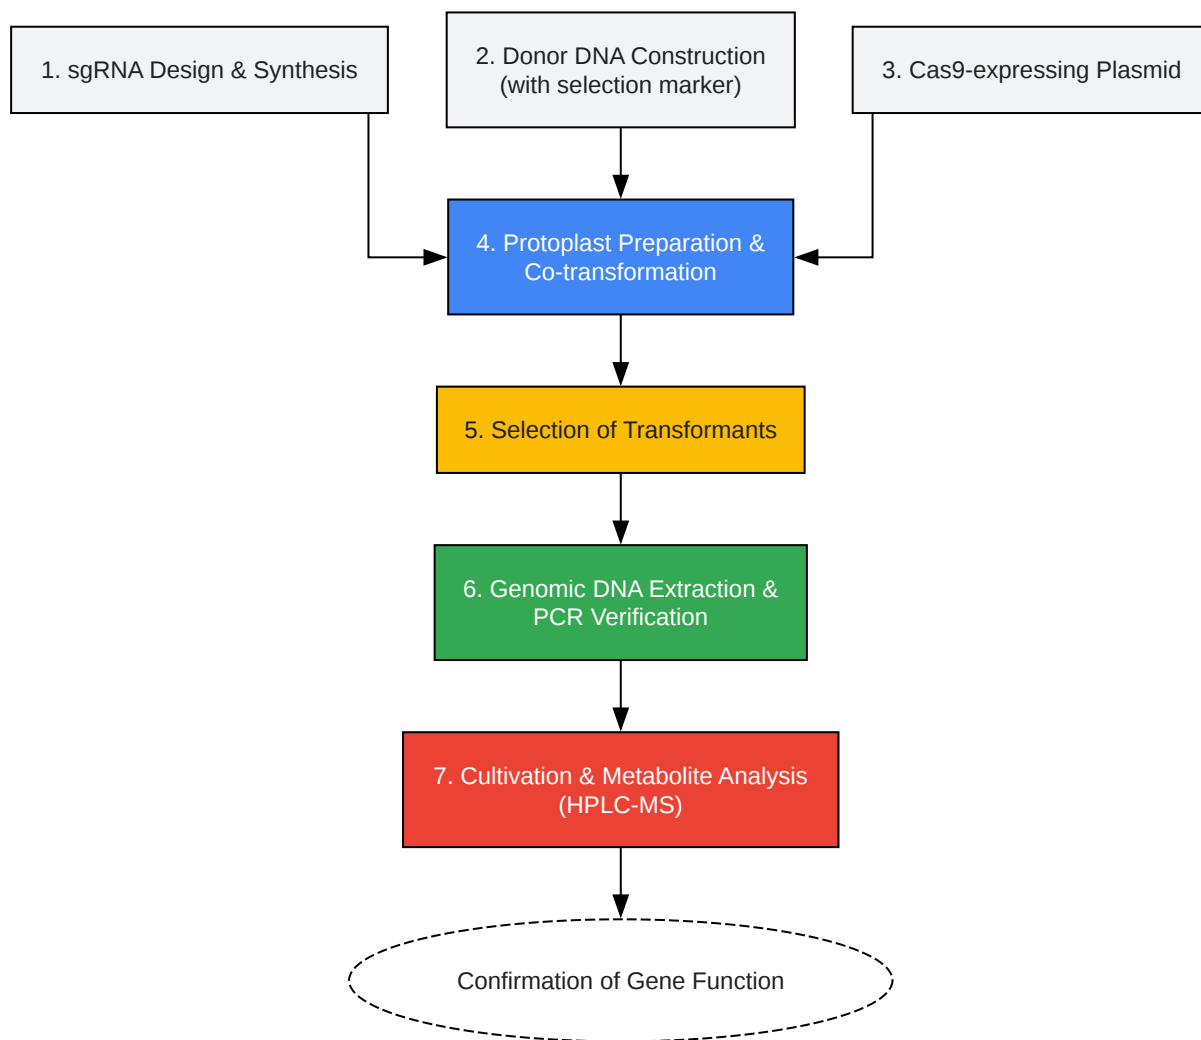 1. sgRNA Design & Synthesis
2. Donor DNA Construction
(with selection marker)
3. Cas9-expressing Plasmid
4. Protoplast Preparation &
Co-transformation
5. Selection of Transformants
6. Genomic DNA Extraction &
PCR Verification
7. Cultivation & Metabolite Analysis
(HPLC-MS)
Confirmation of Gene Function